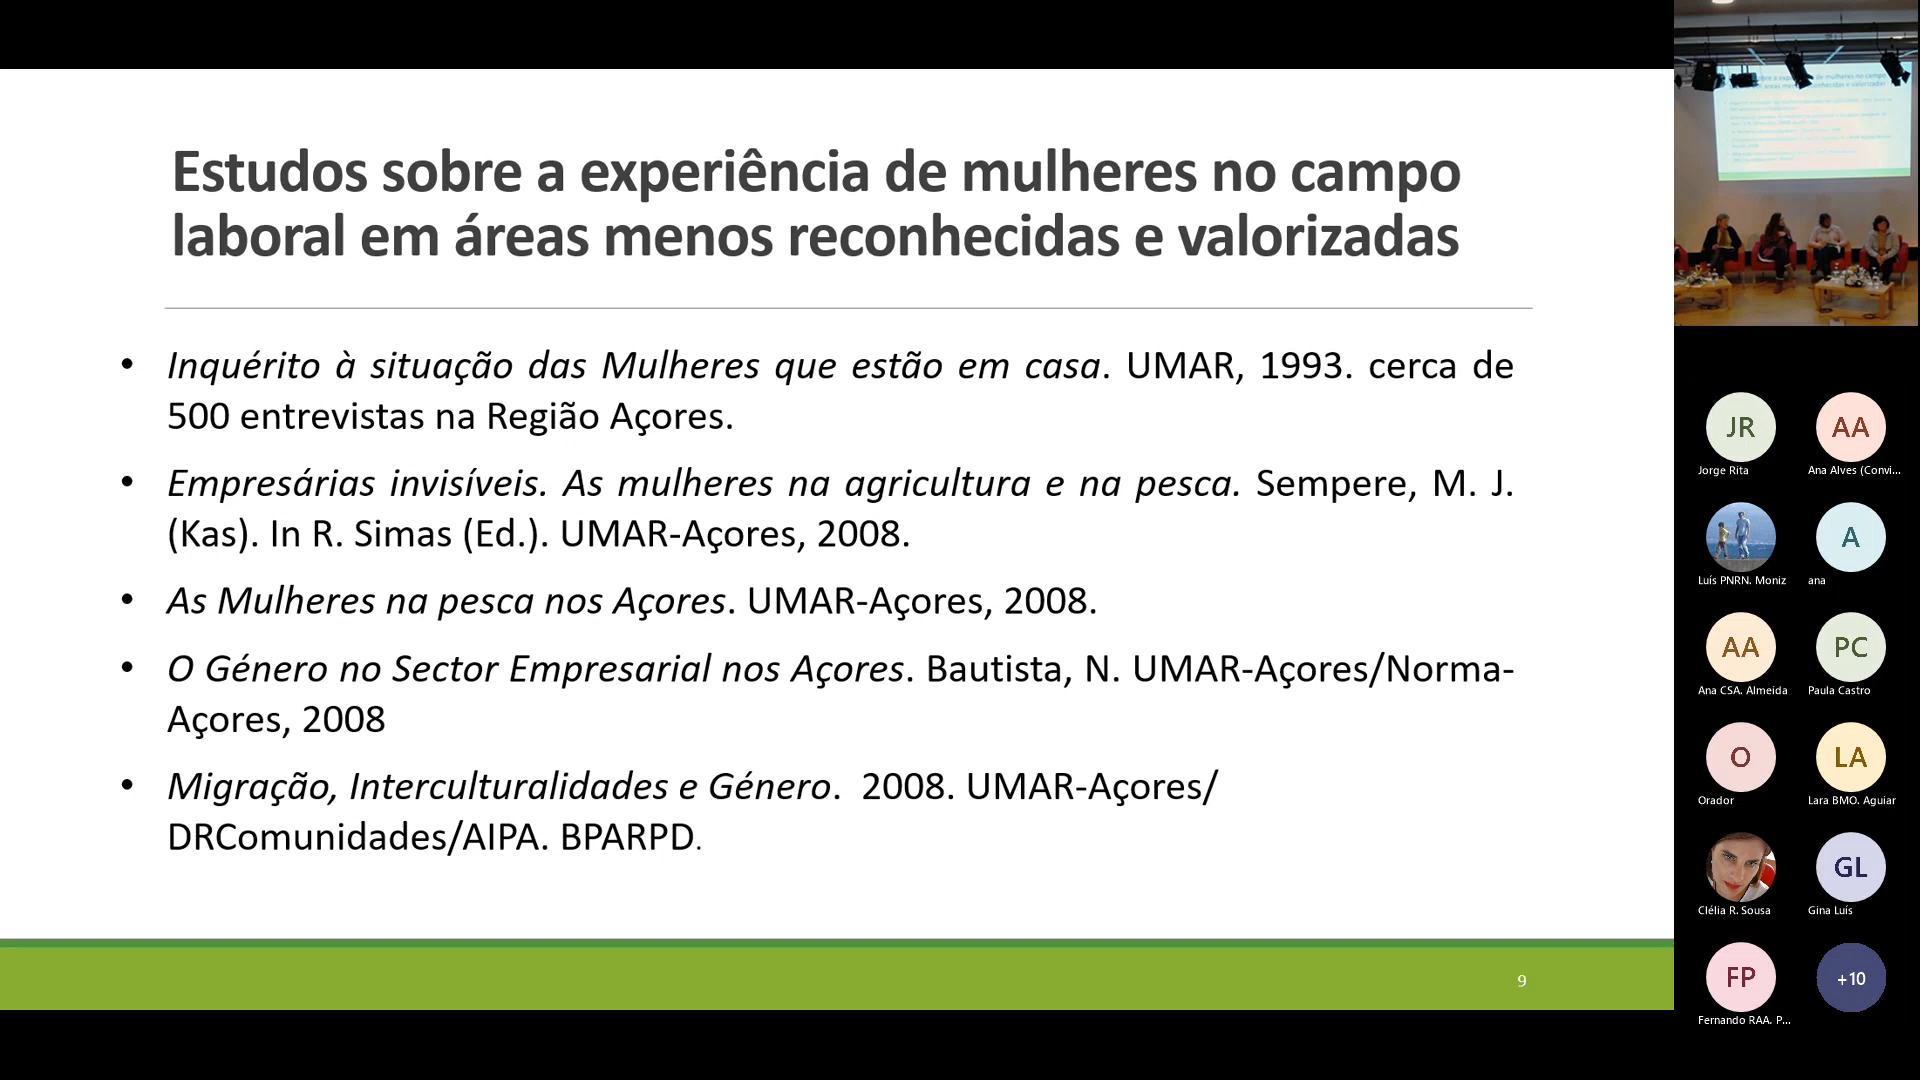 Estudos sobre a experiência de mulheres no campo
laboral em áreas menos reconhecidas e valorizadas
• Inquérito à situação das Mulheres que estão em casa. UMAR, 1993. cerca de
500 entrevistas na Região Açores.
• Empresárias invisíveis. As mulheres na agricultura e na pesca. Sempere, M. J.
(Kas). In R. Simas (Ed.). UMAR-Açores, 2008.
• As Mulheres na pesca nos Açores. UMAR-Açores, 2008.
• O Género no Sector Empresarial nos Açores. Bautista, N. UMAR-Açores/Norma-
Açores, 2008
• Migração, Interculturalidades e Género.  2008. UMAR-Açores/
DRComunidades/AIPA. BPARPD.
9
JR
Jorge Rita
AA
Ana Alves (Convi...
Luís PNRN. Moniz
A
ana
AA
Ana CSA. Almeida
PC
Paula Castro
O
Orador
LA
Lara BMO. Aguiar
Clélia R. Sousa
GL
Gina Luís
FP
Fernando RAA. P...
+10